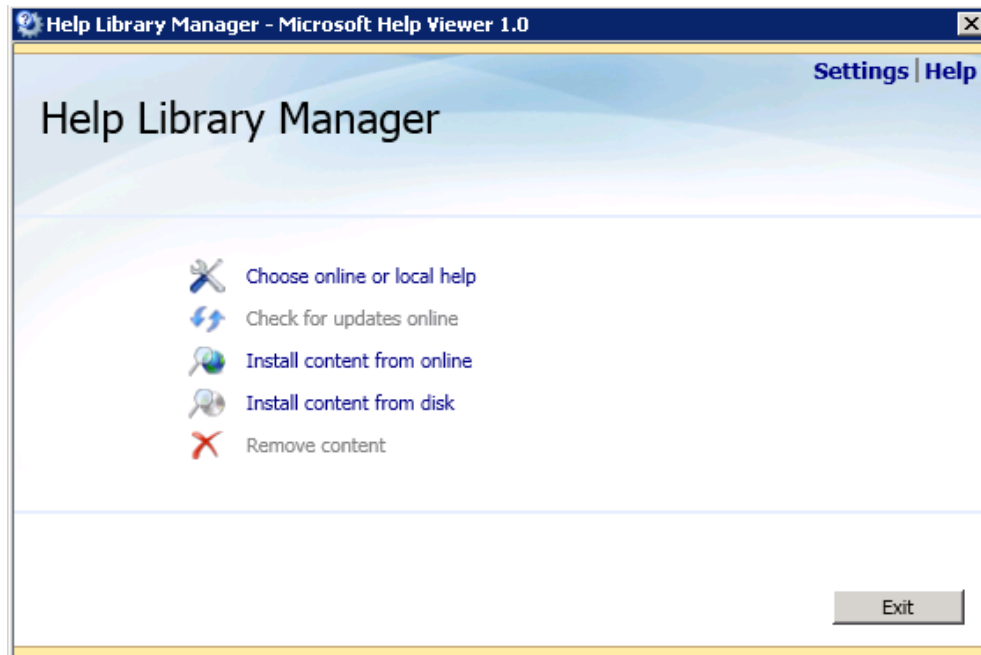 Help Library Manager - Microsoft Help Viewer 1.0
Settings | Help
Help Library Manager
Choose online or local help
Check for updates online
Install content from online
Install content from disk
Remove content
Exit